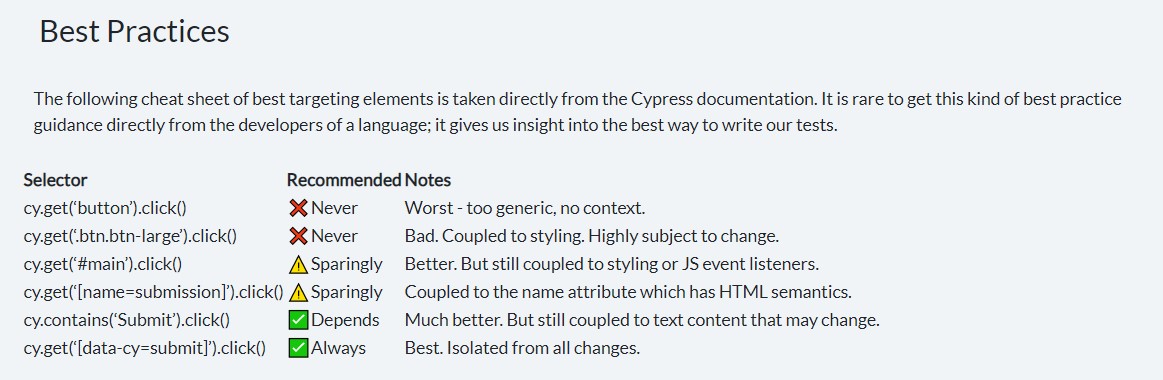 Best Practices
The following cheat sheet of best targeting elements is taken directly from the Cypress documentation. It is rare to get this kind of best practice
guidance directly from the developers of a language; it gives us insight into the best way to write our tests.
Selector Recommended Notes
cy.get(‘button’).click() ❌ Never Worst - too generic, no context.
cy.get(‘.btn.btn-large’).click() ❌ Never Bad. Coupled to styling. Highly subject to change.
cy.get(‘#main’).click() ⚠️ Sparingly Better. But still coupled to styling or JS event listeners.
cy.get(‘[name=submission]’).click() ⚠️ Sparingly Coupled to the name attribute which has HTML semantics.
cy.contains(‘Submit’).click() ✅ Depends Much better. But still coupled to text content that may change.
cy.get(‘[data-cy=submit]’).click() ✅ Always Best. Isolated from all changes.